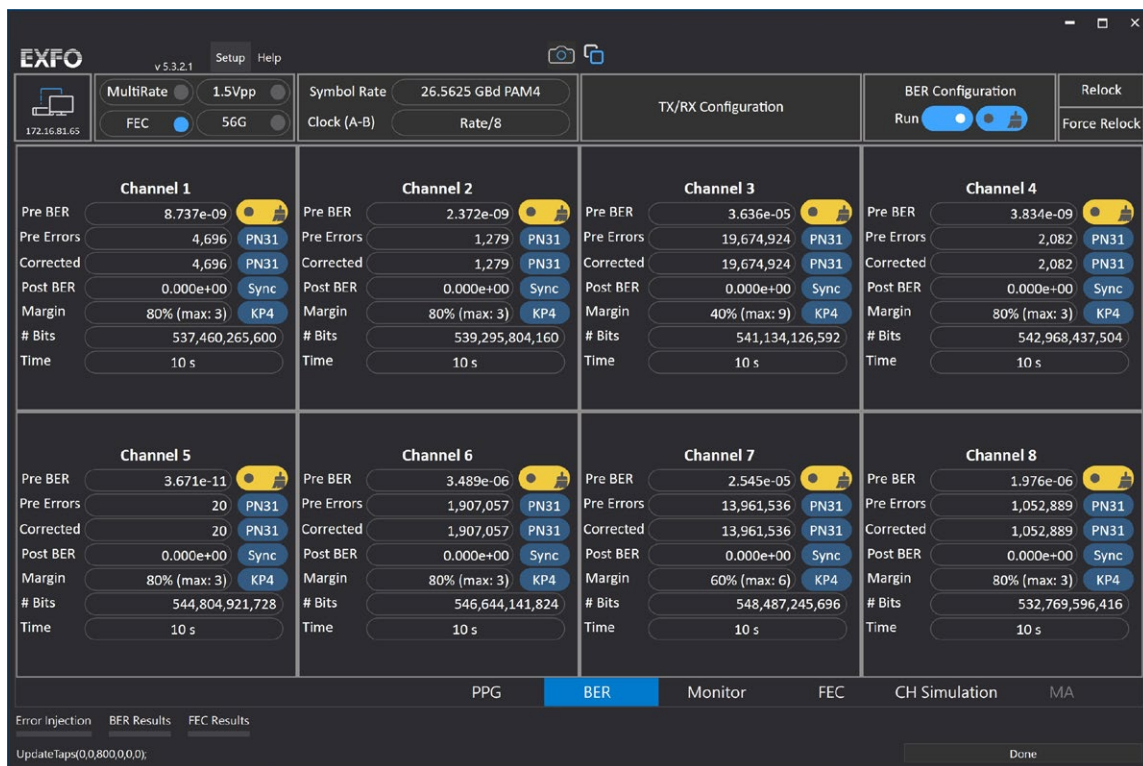 EXFO
v 5.3.2.1
Setup Help
172.16.81.65
MultiRate 1.5Vpp
FEC 56G
Symbol Rate 26.5625 GBd PAM4
Clock (A-B) Rate/8
TX/RX Configuration
BER Configuration
Run
Relock
Force Relock
Channel 1
Pre BER 8.737e-09
Pre Errors 4,696 PN31
Corrected 4,696 PN31
Post BER 0.000e+00 Sync
Margin 80% (max: 3) KP4
# Bits 537,460,265,600
Time 10 s
Channel 2
Pre BER 2.372e-09
Pre Errors 1,279 PN31
Corrected 1,279 PN31
Post BER 0.000e+00 Sync
Margin 80% (max: 3) KP4
# Bits 539,295,804,160
Time 10 s
Channel 3
Pre BER 3.636e-05
Pre Errors 19,674,924 PN31
Corrected 19,674,924 PN31
Post BER 0.000e+00 Sync
Margin 40% (max: 9) KP4
# Bits 541,134,126,592
Time 10 s
Channel 4
Pre BER 3.834e-09
Pre Errors 2,082 PN31
Corrected 2,082 PN31
Post BER 0.000e+00 Sync
Margin 80% (max: 3) KP4
# Bits 542,968,437,504
Time 10 s
Channel 5
Pre BER 3.671e-11
Pre Errors 20 PN31
Corrected 20 PN31
Post BER 0.000e+00 Sync
Margin 80% (max: 3) KP4
# Bits 544,804,921,728
Time 10 s
Channel 6
Pre BER 3.489e-06
Pre Errors 1,907,057 PN31
Corrected 1,907,057 PN31
Post BER 0.000e+00 Sync
Margin 80% (max: 3) KP4
# Bits 546,644,141,824
Time 10 s
Channel 7
Pre BER 2.545e-05
Pre Errors 13,961,536 PN31
Corrected 13,961,536 PN31
Post BER 0.000e+00 Sync
Margin 60% (max: 6) KP4
# Bits 548,487,245,696
Time 10 s
Channel 8
Pre BER 1.976e-06
Pre Errors 1,052,889 PN31
Corrected 1,052,889 PN31
Post BER 0.000e+00 Sync
Margin 80% (max: 3) KP4
# Bits 532,769,596,416
Time 10 s
PPG BER Monitor FEC CH Simulation MA
Error Injection BER Results FEC Results
UpdateTaps(0,0,800,0,0,0);
Done